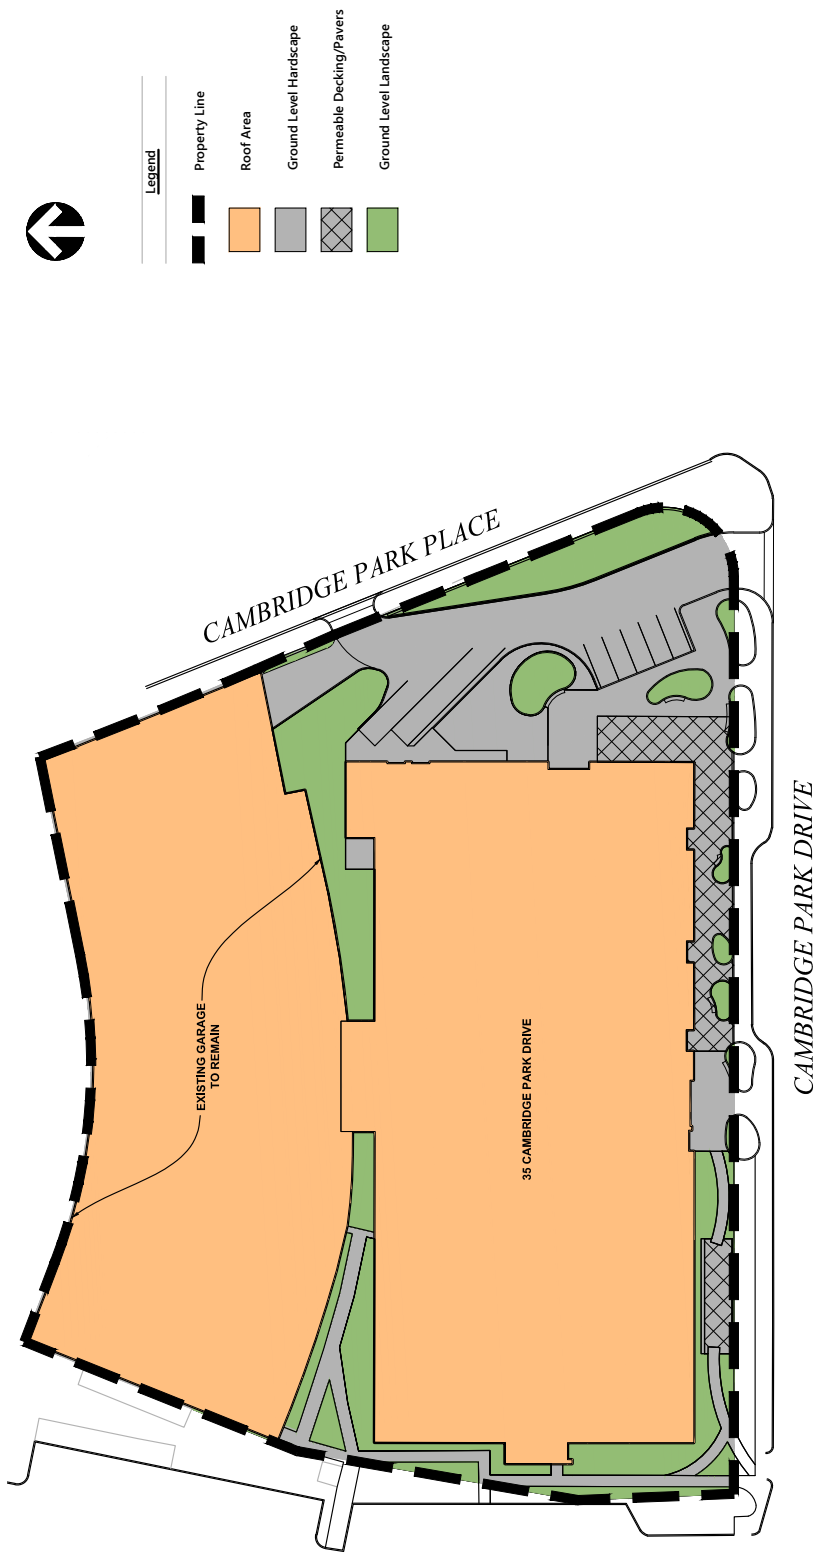 Legend
Property Line
Roof Area
Ground Level Hardscape
Permeable Decking/Pavers
Ground Level Landscape
CAMBRIDGE PARK PLACE
EXISTING GARAGE
TO REMAIN
35 CAMBRIDGE PARK DRIVE
CAMBRIDGE PARK DRIVE